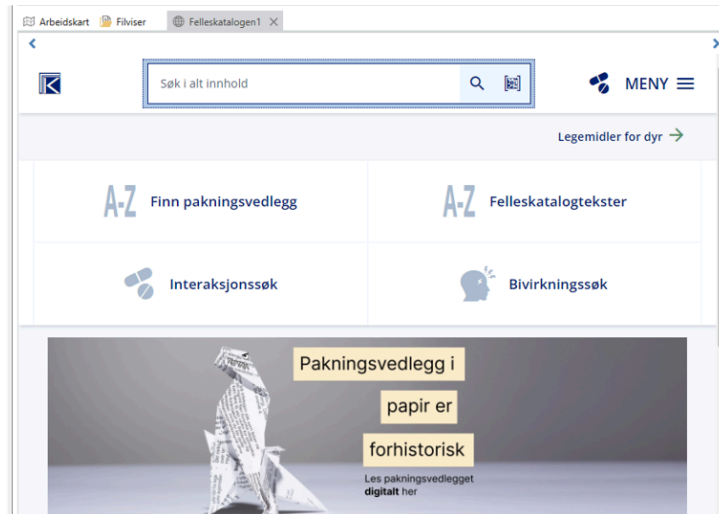 Arbeidskart Filviser Felleskatalogen1
Søk i alt innhold
MENY
Legemidler for dyr
A-Z Finn pakningsvedlegg
A-Z Felleskatalogtekster
Interaksjonssøk
Bivirkningssøk
Pakningsvedlegg i
papir er
forhistorisk
Les pakningsvedlegget
digitalt her